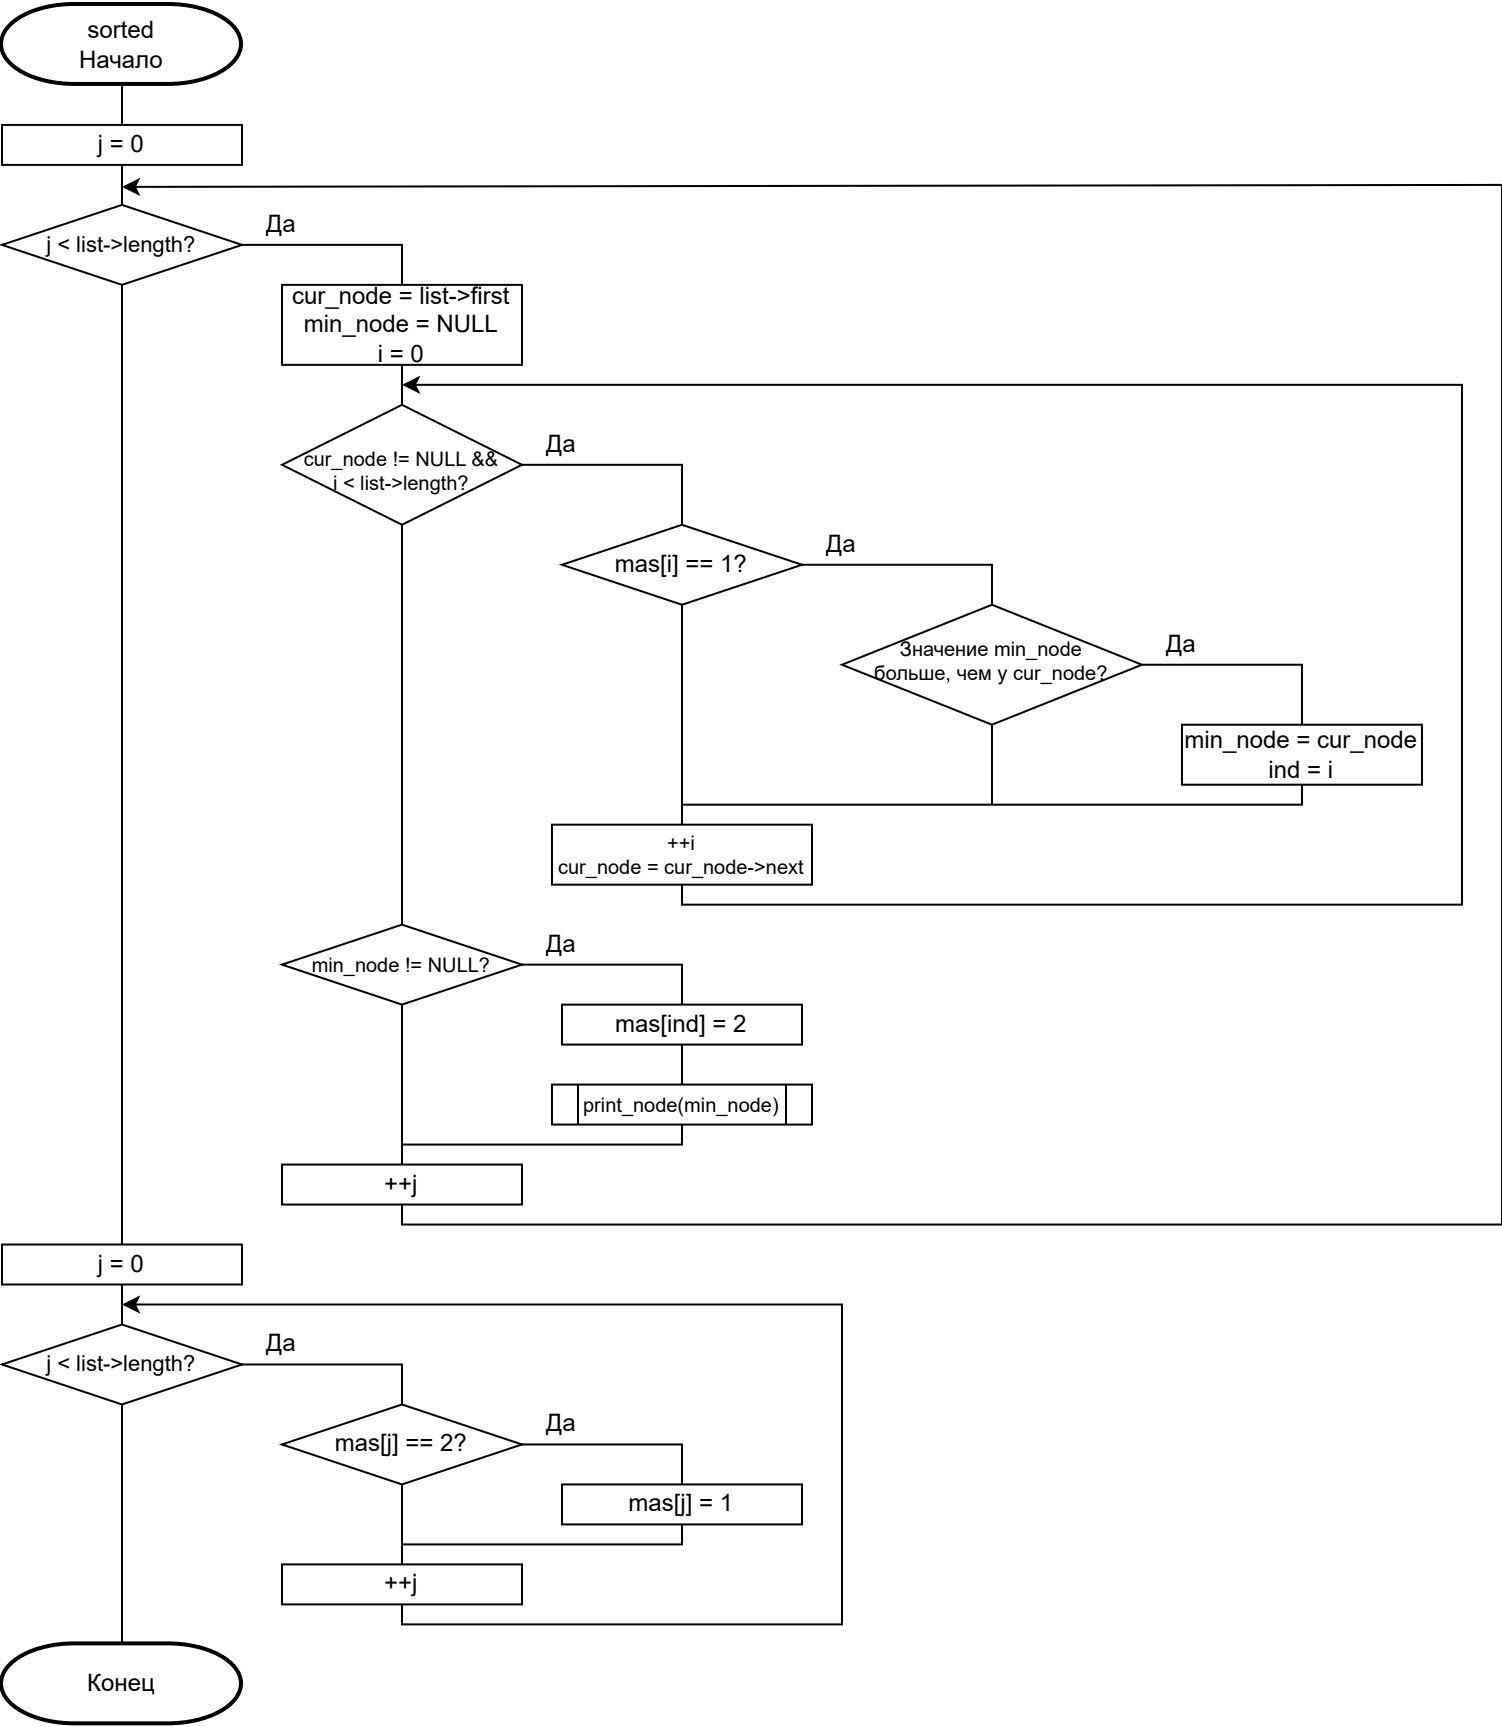 sorted
Начало
j = 0
j < list->length?
Да
cur_node = list->first
min_node = NULL
i = 0
cur_node != NULL &&
i < list->length?
Да
mas[i] == 1?
Да
Значение min_node
больше, чем у cur_node?
Да
min_node = cur_node
ind = i
++i
cur_node = cur_node->next
min_node != NULL?
Да
mas[ind] = 2
print_node(min_node)
++j
j = 0
j < list->length?
Да
mas[j] == 2?
Да
mas[j] = 1
++j
Конец